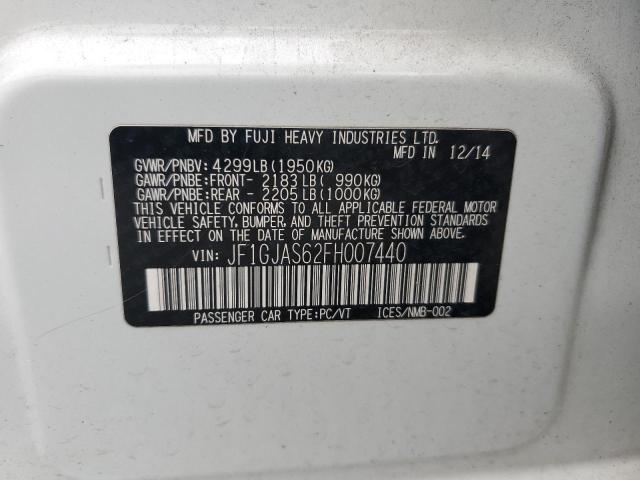 MFD BY FUJI HEAVY INDUSTRIES LTD.
MFD IN 12/14
GVWR/PNBV: 4299LB(1950KG)
GAWR/PNBE:FRONT- 2183LB( 990KG)
GAWR/PNBE:REAR - 2205LB(1000KG)
THIS VEHICLE CONFORMS TO ALL APPLICABLE FEDERAL MOTOR
VEHICLE SAFETY, BUMPER, AND THEFT PREVENTION STANDARDS
IN EFFECT ON THE DATE OF MANUFACTURE SHOWN ABOVE.
VIN: JF1GJAS62FH007440
PASSENGER CAR TYPE:PC/VT ICES/NMB-002